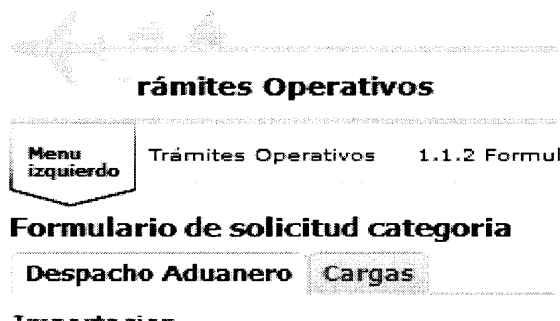 rámites Operativos
Menu
izquierdo
Trámites Operativos 1.1.2 Formul
Formulario de solicitud categoria
Despacho Aduanero Cargas